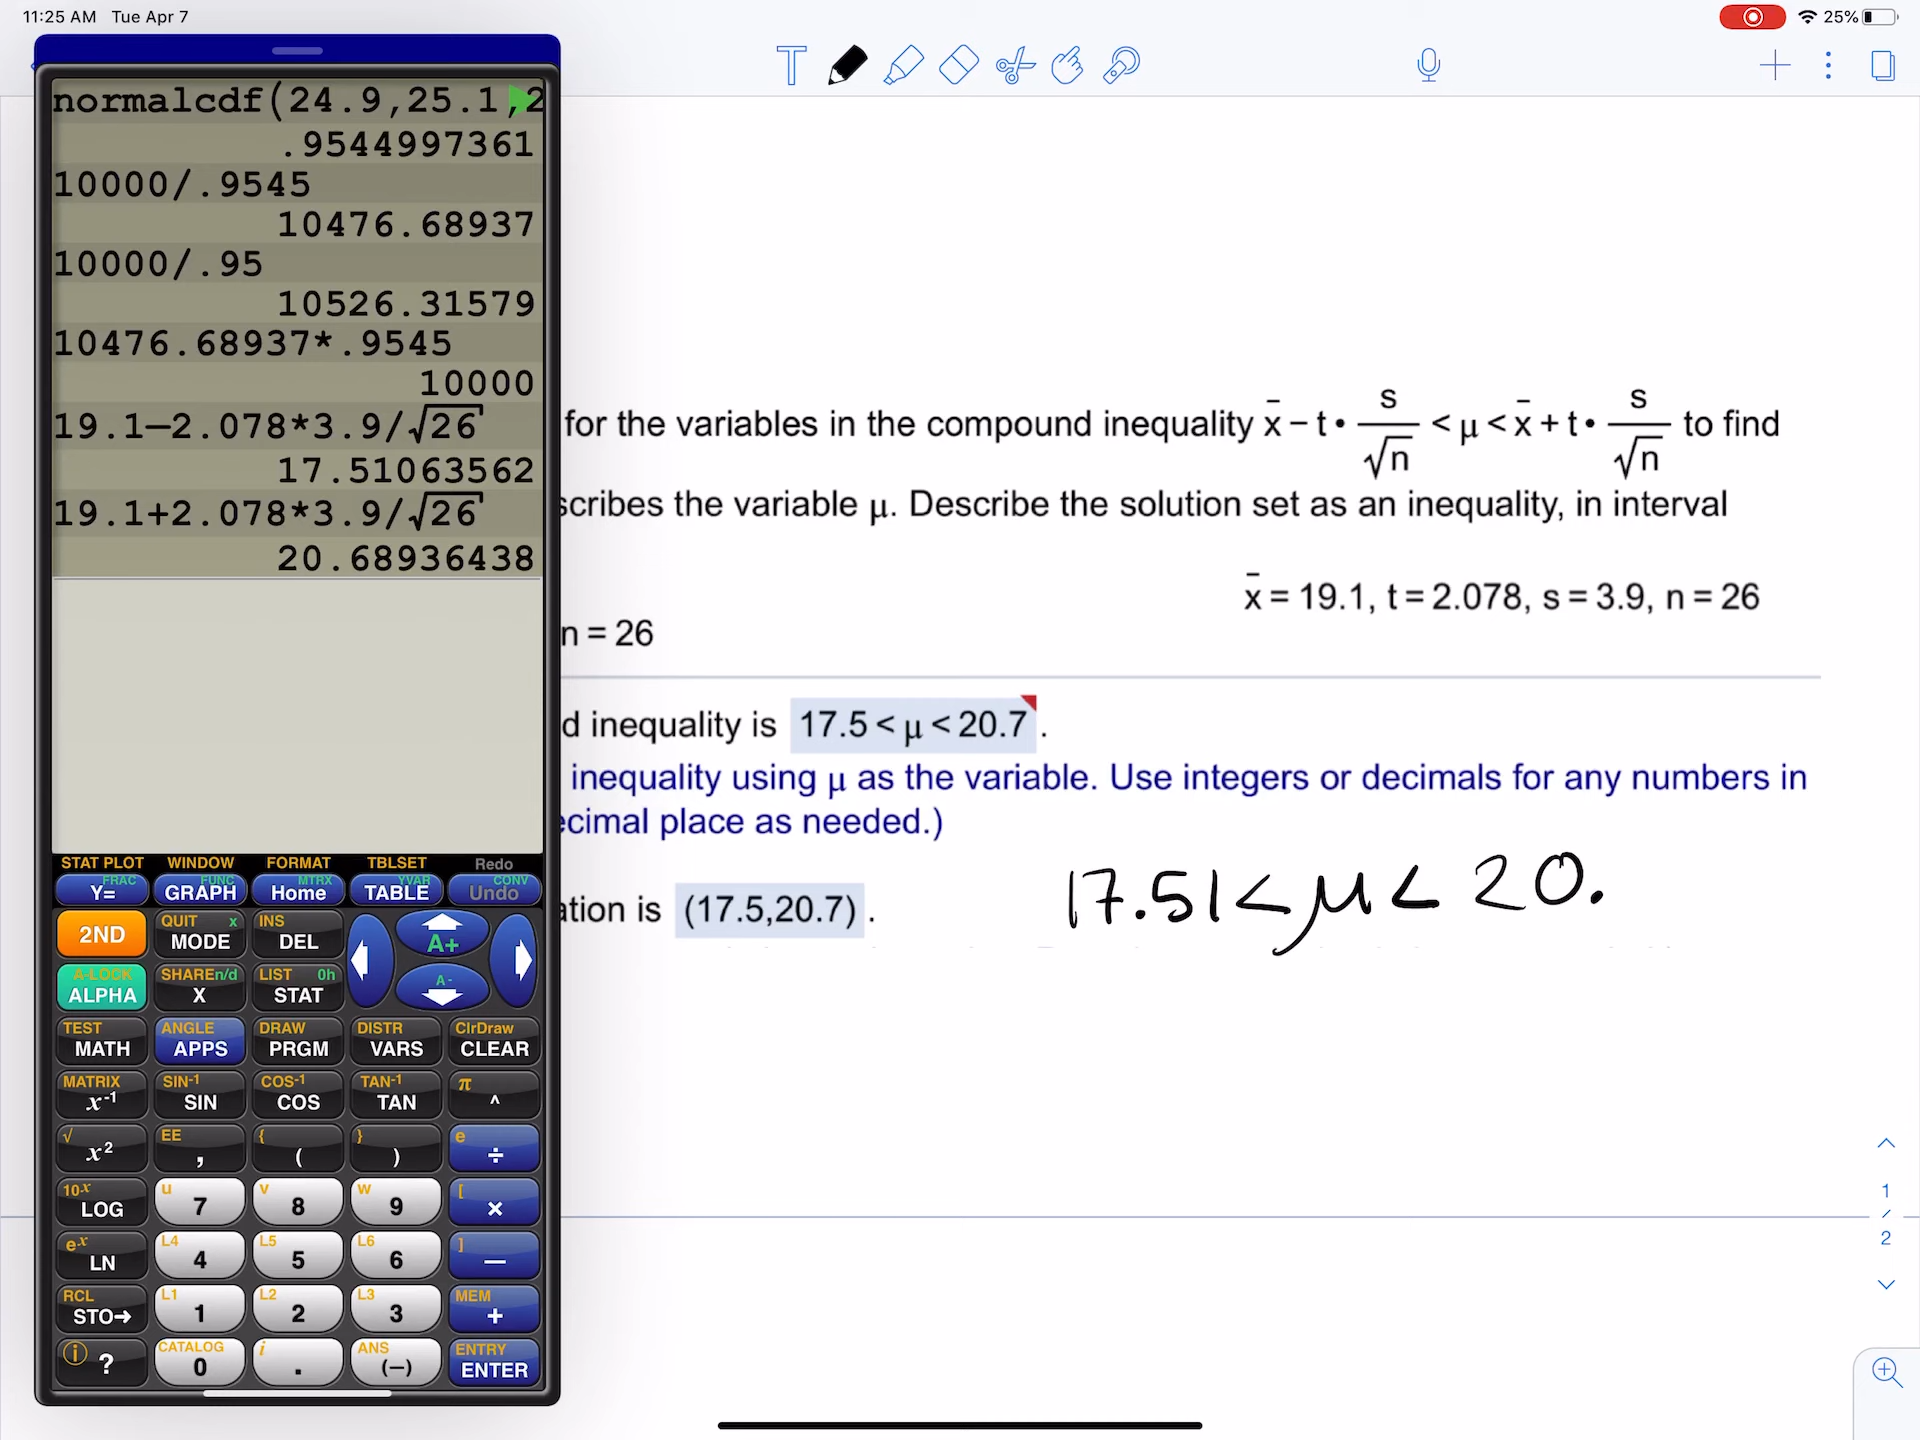 11:25 AM Tue Apr 7
25%
normalcdf(24.9,25.1,2
.9544997361
10000/.9545
10476.68937
10000/.95
10526.31579
10476.68937*.9545
10000
19.1−2.078*3.9/√26
17.51063562
19.1+2.078*3.9/√26
20.68936438
for the variables in the compound inequality x̄ − t • s/√n < μ < x̄ + t • s/√n to find
scribes the variable μ. Describe the solution set as an inequality, in interval
x̄ = 19.1, t = 2.078, s = 3.9, n = 26
n = 26
d inequality is 17.5 < μ < 20.7 .
inequality using μ as the variable. Use integers or decimals for any numbers in
ecimal place as needed.)
ation is (17.5,20.7) .
17.51 < μ < 20.
STAT PLOT WINDOW FORMAT TBLSET Redo
FRAC FUNC MTRX YVAR CONV
Y= GRAPH Home TABLE Undo
QUIT x INS
2ND MODE DEL A+
A-LOCK SHARE n/d LIST 0h A-
ALPHA X STAT
TEST ANGLE DRAW DISTR ClrDraw
MATH APPS PRGM VARS CLEAR
MATRIX SIN-1 COS-1 TAN-1 π
x-1 SIN COS TAN ^
√ EE { } e
x2 , ( ) ÷
10x u v w [
LOG 7 8 9 ×
ex L4 L5 L6 ]
LN 4 5 6 −
RCL L1 L2 L3 MEM
STO→ 1 2 3 +
i CATALOG i ANS ENTRY
? 0 . (−) ENTER
1
/
2